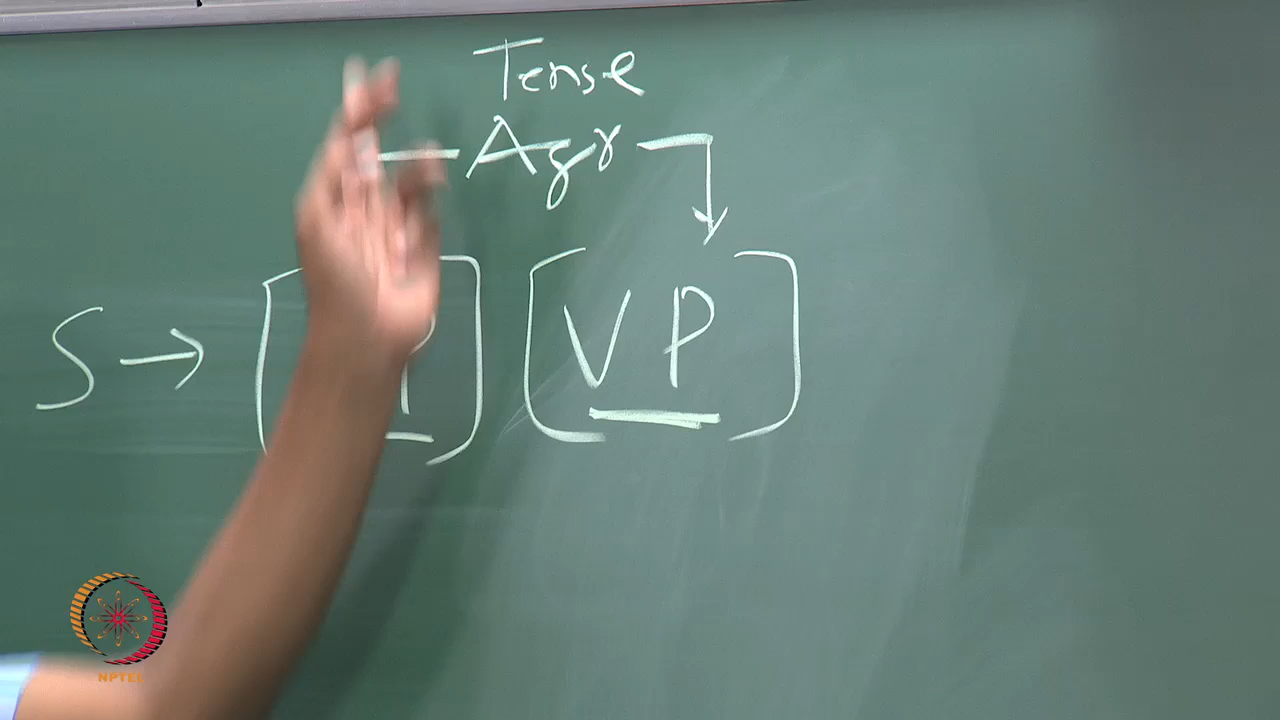 Tense
Agr
S → [ P ] [ VP ]
NPTEL